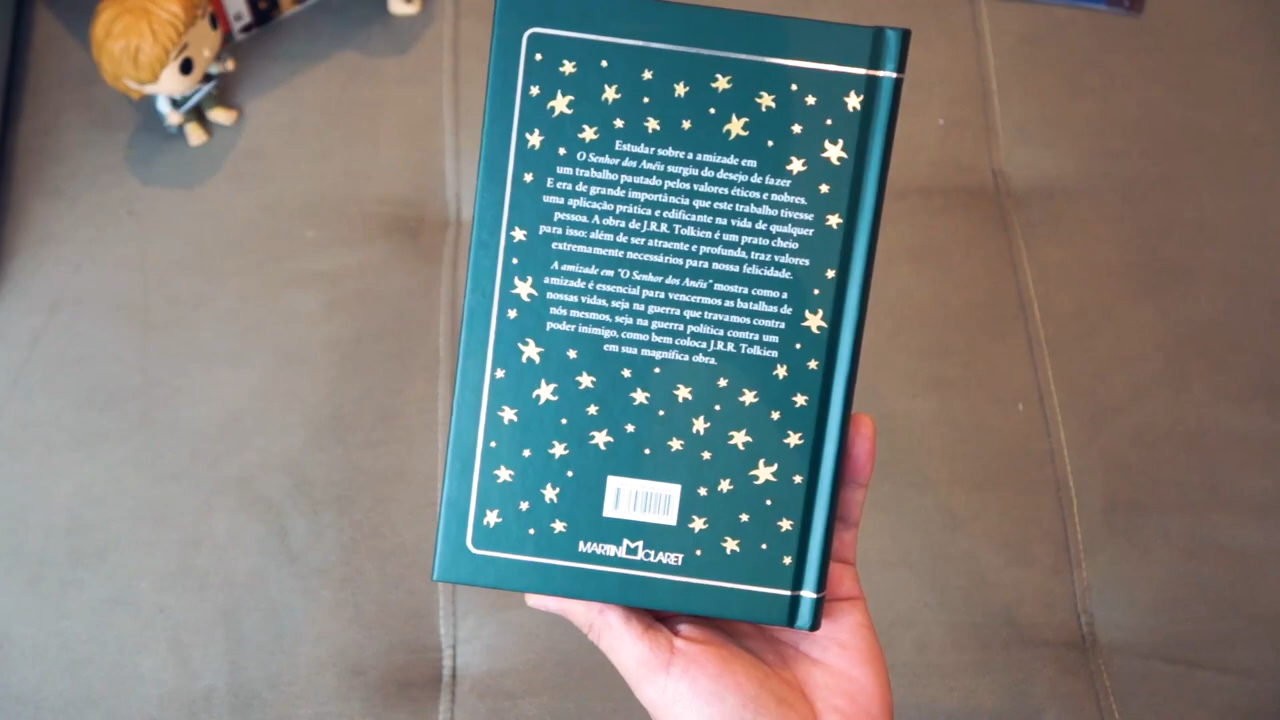 Estudar sobre a amizade em
O Senhor dos Anéis surgiu do desejo de fazer
um trabalho pautado pelos valores éticos e nobres.
E era de grande importância que este trabalho tivesse
uma aplicação prática e edificante na vida de qualquer
pessoa. A obra de J.R.R. Tolkien é um prato cheio
para isso: além de ser atraente e profunda, traz valores
extremamente necessários para nossa felicidade.
A amizade em "O Senhor dos Anéis" mostra como a
amizade é essencial para vencermos as batalhas de
nossas vidas, seja na guerra que travamos contra
nós mesmos, seja na guerra política contra um
poder inimigo, como bem coloca J.R.R. Tolkien
em sua magnífica obra.
MARTIN CLARET